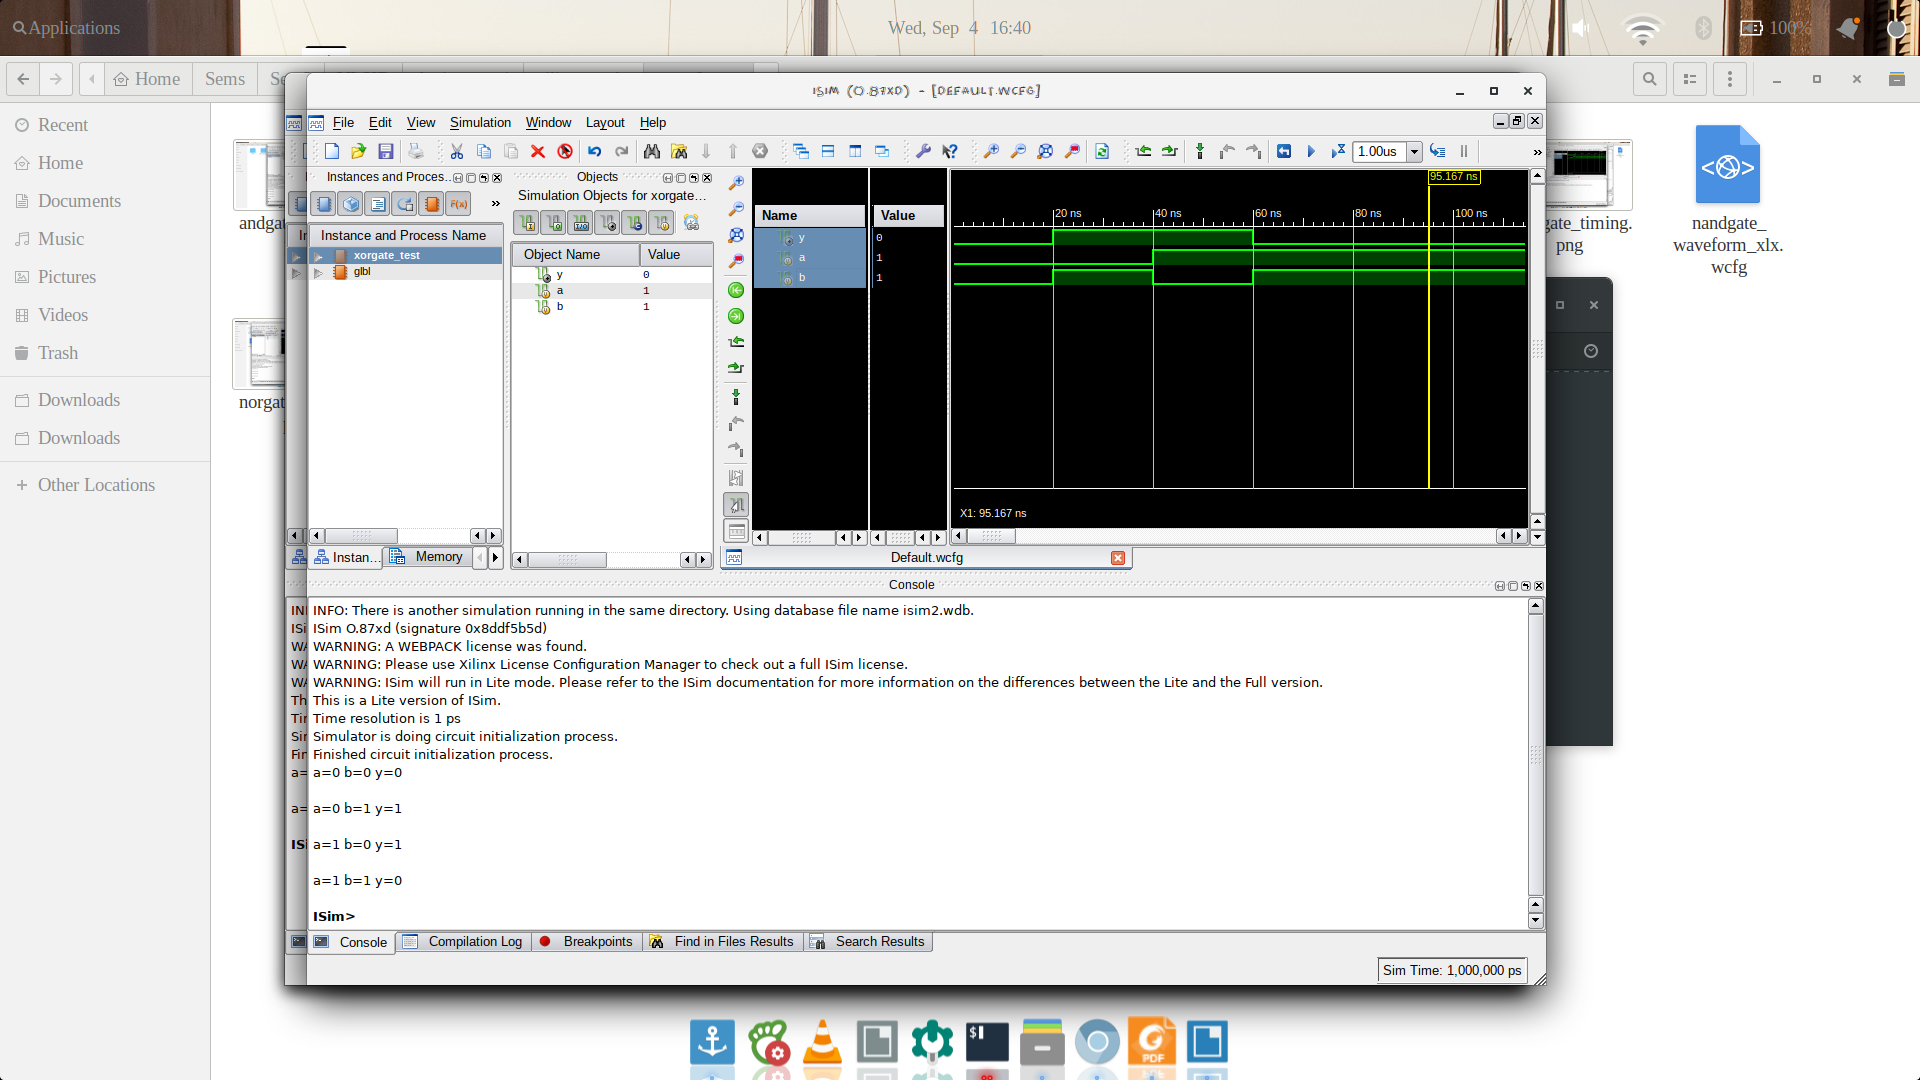 Applications
Wed, Sep 4 16:40
100%
Home
Sems
Se
Recent
Home
Documents
Music
Pictures
Videos
Trash
Downloads
Downloads
Other Locations
andga
norgat
gate_timing.
png
nandgate_
waveform_xlx.
wcfg
ISIM (O.87XD) - [DEFAULT.WCFG]
File Edit View Simulation Window Layout Help
1.00us
»
Instances and Proces...
»
Instance and Process Name
xorgate_test
glbl
Instan...
Memory
Objects
Simulation Objects for xorgate...
Object Name Value
y 0
a 1
b 1
Name Value
y 0
a 1
b 1
95.167 ns
20 ns 40 ns 60 ns 80 ns 100 ns
X1: 95.167 ns
Default.wcfg
Console
INFO: There is another simulation running in the same directory. Using database file name isim2.wdb.
ISim O.87xd (signature 0x8ddf5b5d)
WARNING: A WEBPACK license was found.
WARNING: Please use Xilinx License Configuration Manager to check out a full ISim license.
WARNING: ISim will run in Lite mode. Please refer to the ISim documentation for more information on the differences between the Lite and the Full version.
This is a Lite version of ISim.
Time resolution is 1 ps
Simulator is doing circuit initialization process.
Finished circuit initialization process.
a=0 b=0 y=0
a=0 b=1 y=1
a=1 b=0 y=1
a=1 b=1 y=0
ISim>
Console
Compilation Log
Breakpoints
Find in Files Results
Search Results
Sim Time: 1,000,000 ps
$
PDF